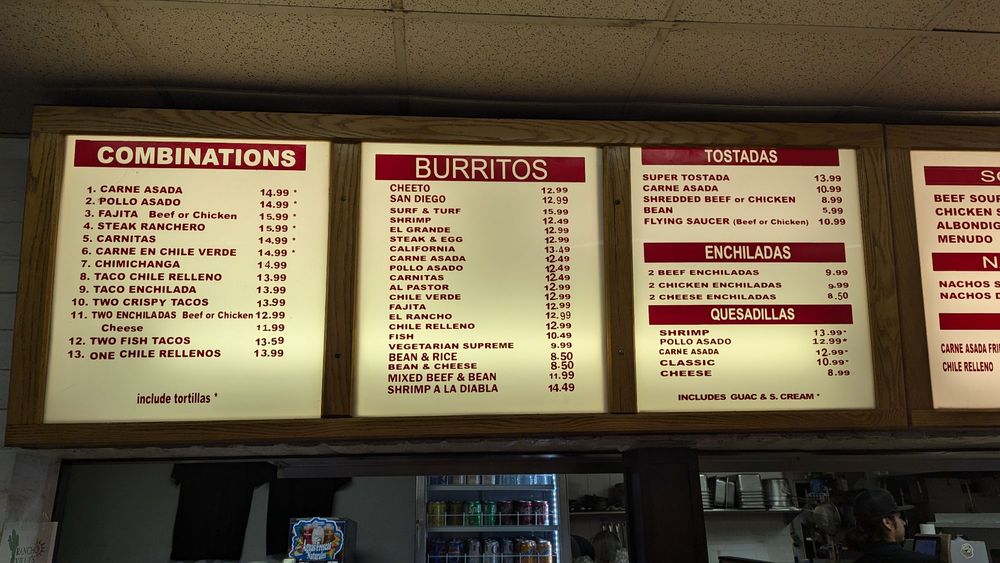 COMBINATIONS
1. CARNE ASADA 14.99 *
2. POLLO ASADO 14.99 *
3. FAJITA Beef or Chicken 15.99 *
4. STEAK RANCHERO 15.99 *
5. CARNITAS 14.99 *
6. CARNE EN CHILE VERDE 14.99 *
7. CHIMICHANGA 14.99
8. TACO CHILE RELLENO 13.99
9. TACO ENCHILADA 13.99
10. TWO CRISPY TACOS 13.99
11. TWO ENCHILADAS Beef or Chicken 12.99
Cheese 11.99
12. TWO FISH TACOS 13.59
13. ONE CHILE RELLENOS 13.99
include tortillas *
BURRITOS
CHEETO 12.99
SAN DIEGO 12.99
SURF & TURF 15.99
SHRIMP 12.49
EL GRANDE 12.99
STEAK & EGG 12.99
CALIFORNIA 13.49
CARNE ASADA 12.49
POLLO ASADO 12.49
CARNITAS 12.49
AL PASTOR 12.99
CHILE VERDE 12.99
FAJITA 12.99
EL RANCHO 12.99
CHILE RELLENO 12.99
FISH 10.49
VEGETARIAN SUPREME 9.99
BEAN & RICE 8.50
BEAN & CHEESE 8.50
MIXED BEEF & BEAN 11.99
SHRIMP A LA DIABLA 14.49
TOSTADAS
SUPER TOSTADA 13.99
CARNE ASADA 10.99
SHREDDED BEEF or CHICKEN 8.99
BEAN 5.99
FLYING SAUCER (Beef or Chicken) 10.99
ENCHILADAS
2 BEEF ENCHILADAS 9.99
2 CHICKEN ENCHILADAS 9.99
2 CHEESE ENCHILADAS 8.50
QUESADILLAS
SHRIMP 13.99*
POLLO ASADO 12.99*
CARNE ASADA 12.99*
CLASSIC 10.99*
CHEESE 8.99
INCLUDES GUAC & S. CREAM *
BEEF SOUP
CHICKEN
ALBONDIG
MENUDO
NACHOS
NACHOS
CARNE ASADA FRI
CHILE RELLENO
Aguas Frescas
Naturales
RANCHO